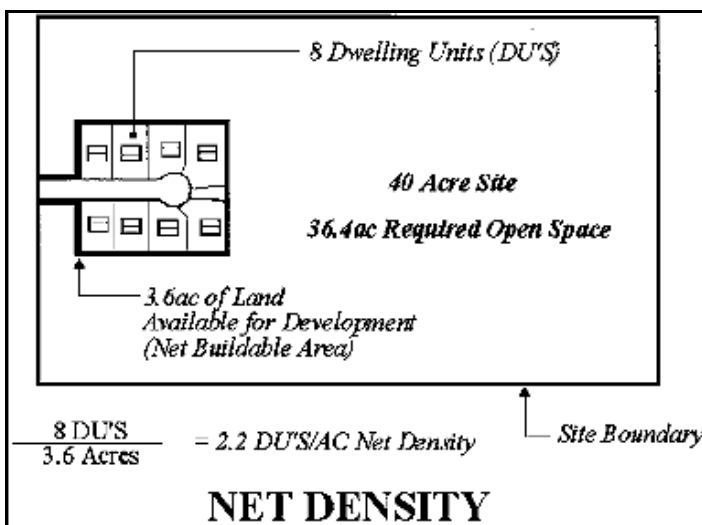 8 Dwelling Units (DU'S)
40 Acre Site
36.4ac Required Open Space
3.6ac of Land
Available for Development
(Net Buildable Area)
8 DU'S
3.6 Acres
= 2.2 DU'S/AC Net Density
Site Boundary
NET DENSITY